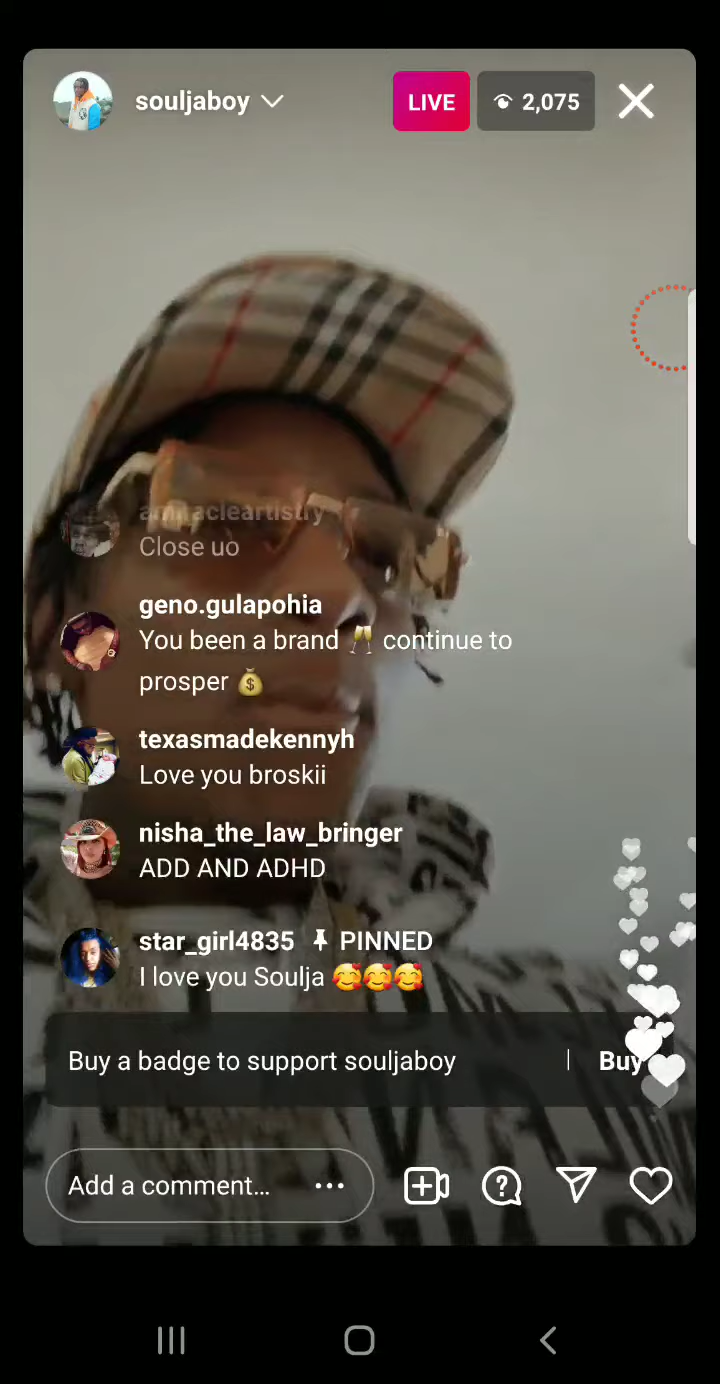 souljaboy
LIVE
2,075
amiracleartistry
Close uo
geno.gulapohia
You been a brand 🥂 continue to
prosper 💰
texasmadekennyh
Love you broskii
nisha_the_law_bringer
ADD AND ADHD
star_girl4835 📌 PINNED
I love you Soulja 🥰🥰🥰
Buy a badge to support souljaboy | Buy
Add a comment...